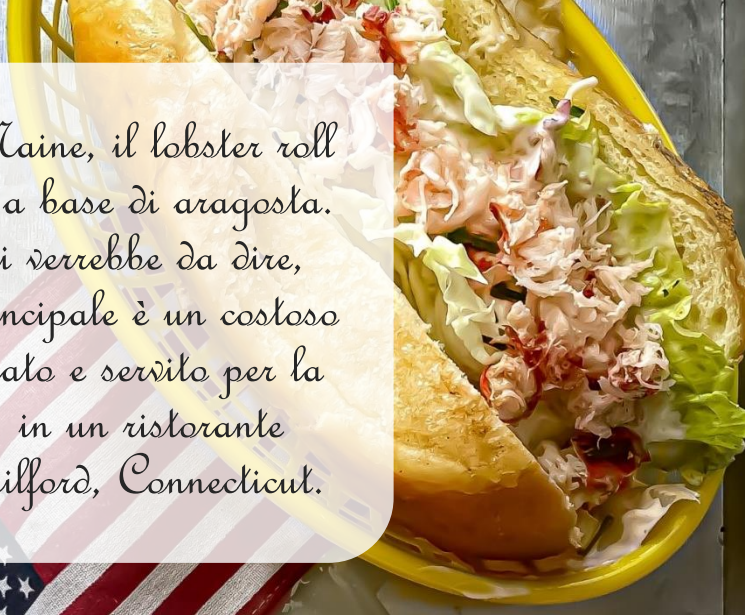 Maine, il lobster roll
a base di aragosta.
i verrebbe da dire,
ncipale è un costoso
ato e servito per la
in un ristorante
ilford, Connecticut.